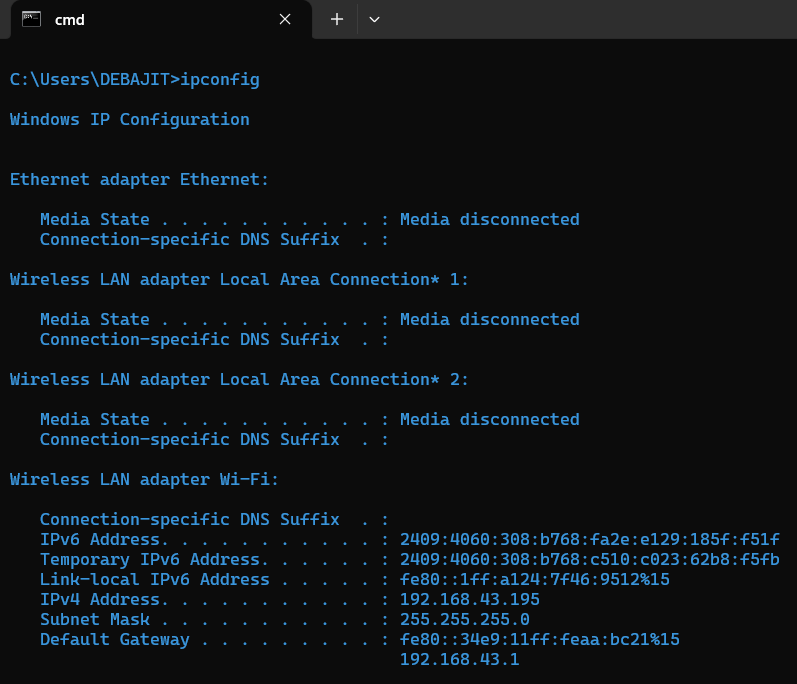 cmd
C:\Users\DEBAJIT>ipconfig
Windows IP Configuration
Ethernet adapter Ethernet:
   Media State . . . . . . . . . . . : Media disconnected
   Connection-specific DNS Suffix  . :
Wireless LAN adapter Local Area Connection* 1:
   Media State . . . . . . . . . . . : Media disconnected
   Connection-specific DNS Suffix  . :
Wireless LAN adapter Local Area Connection* 2:
   Media State . . . . . . . . . . . : Media disconnected
   Connection-specific DNS Suffix  . :
Wireless LAN adapter Wi-Fi:
   Connection-specific DNS Suffix  . :
   IPv6 Address. . . . . . . . . . . : 2409:4060:308:b768:fa2e:e129:185f:f51f
   Temporary IPv6 Address. . . . . . : 2409:4060:308:b768:c510:c023:62b8:f5fb
   Link-local IPv6 Address . . . . . : fe80::1ff:a124:7f46:9512%15
   IPv4 Address. . . . . . . . . . . : 192.168.43.195
   Subnet Mask . . . . . . . . . . . : 255.255.255.0
   Default Gateway . . . . . . . . . : fe80::34e9:11ff:feaa:bc21%15
                                       192.168.43.1